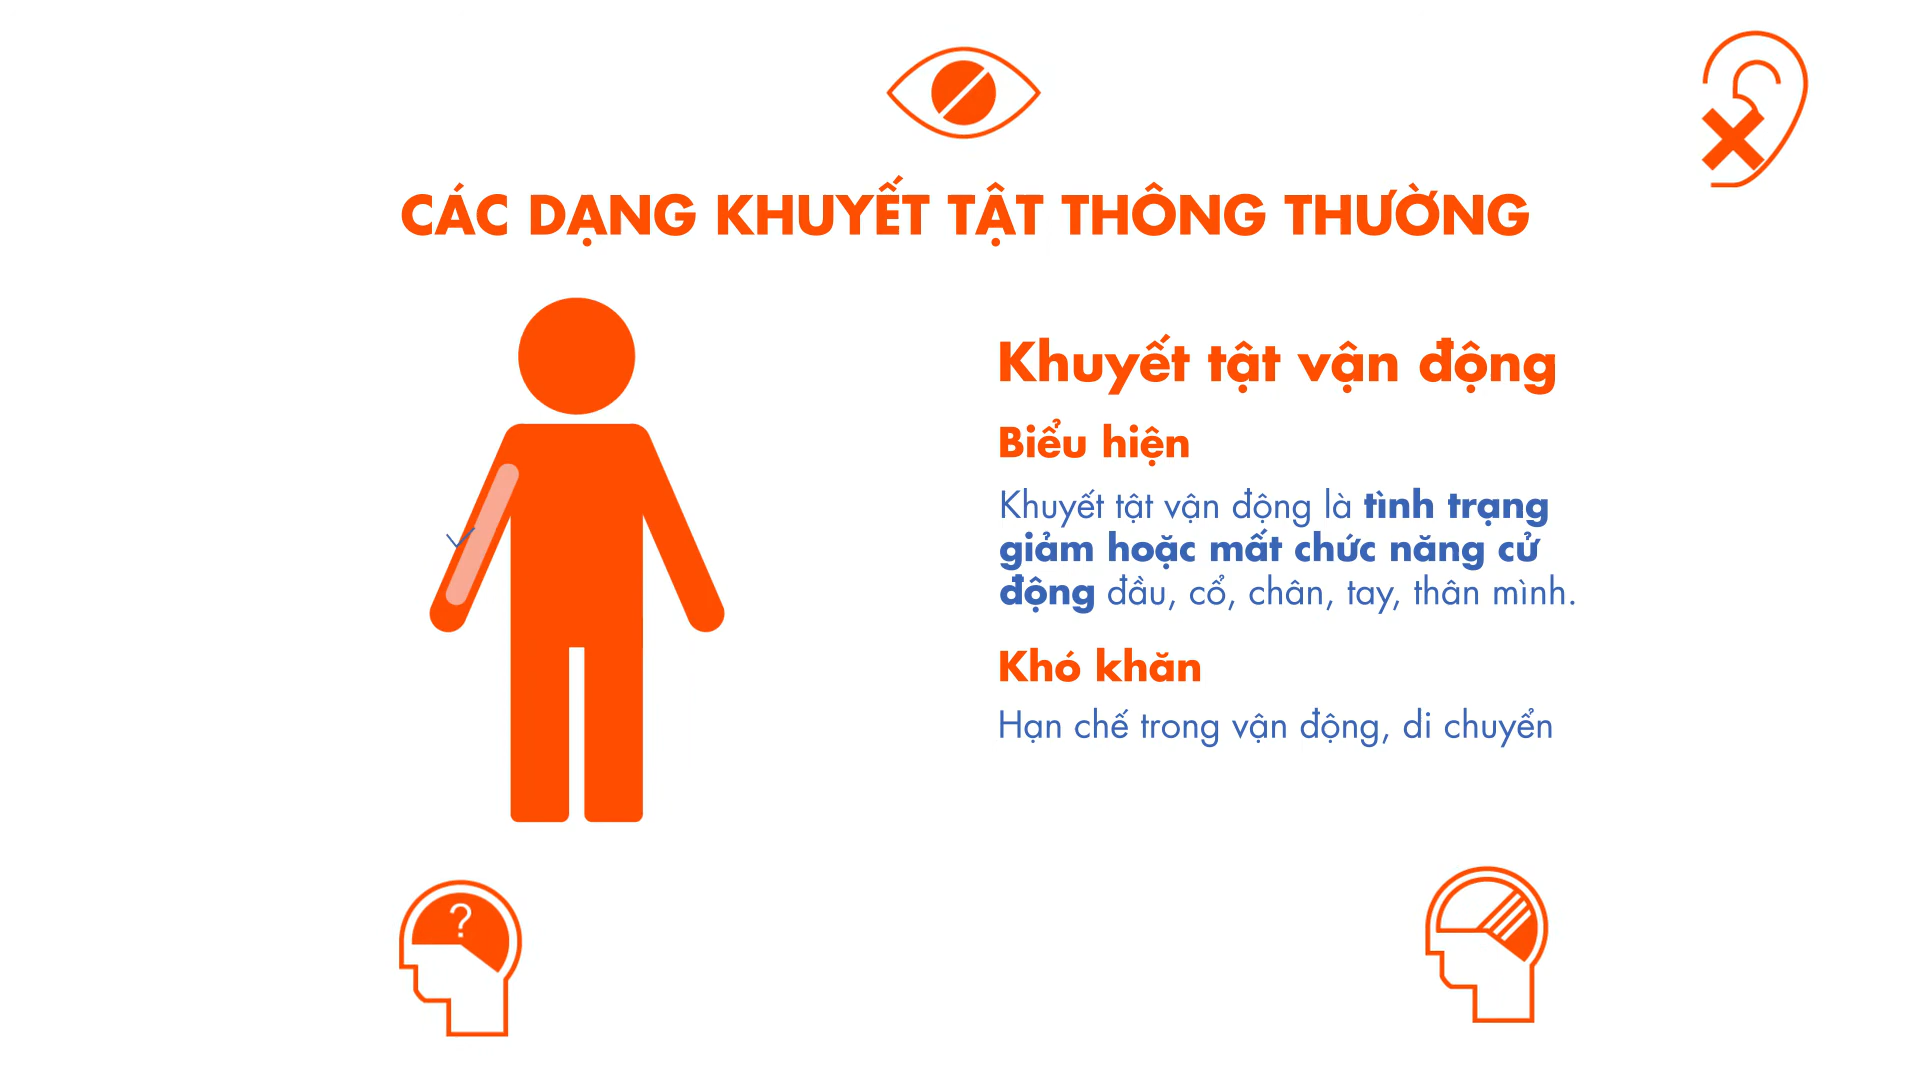 CÁC DẠNG KHUYẾT TẬT THÔNG THƯỜNG
Khuyết tật vận động
Biểu hiện
Khuyết tật vận động là tình trạng
giảm hoặc mất chức năng cử
động đầu, cổ, chân, tay, thân mình.
Khó khăn
Hạn chế trong vận động, di chuyển
?